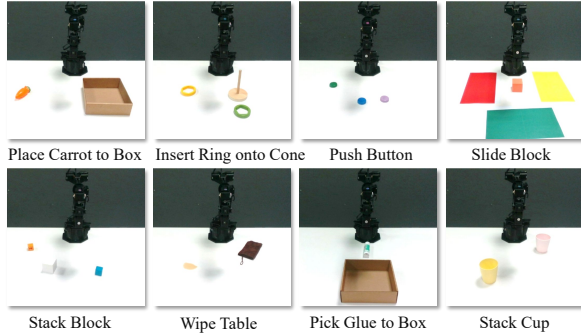 Place Carrot to Box
Insert Ring onto Cone
Push Button
Slide Block
Stack Block
Wipe Table
Pick Glue to Box
Stack Cup